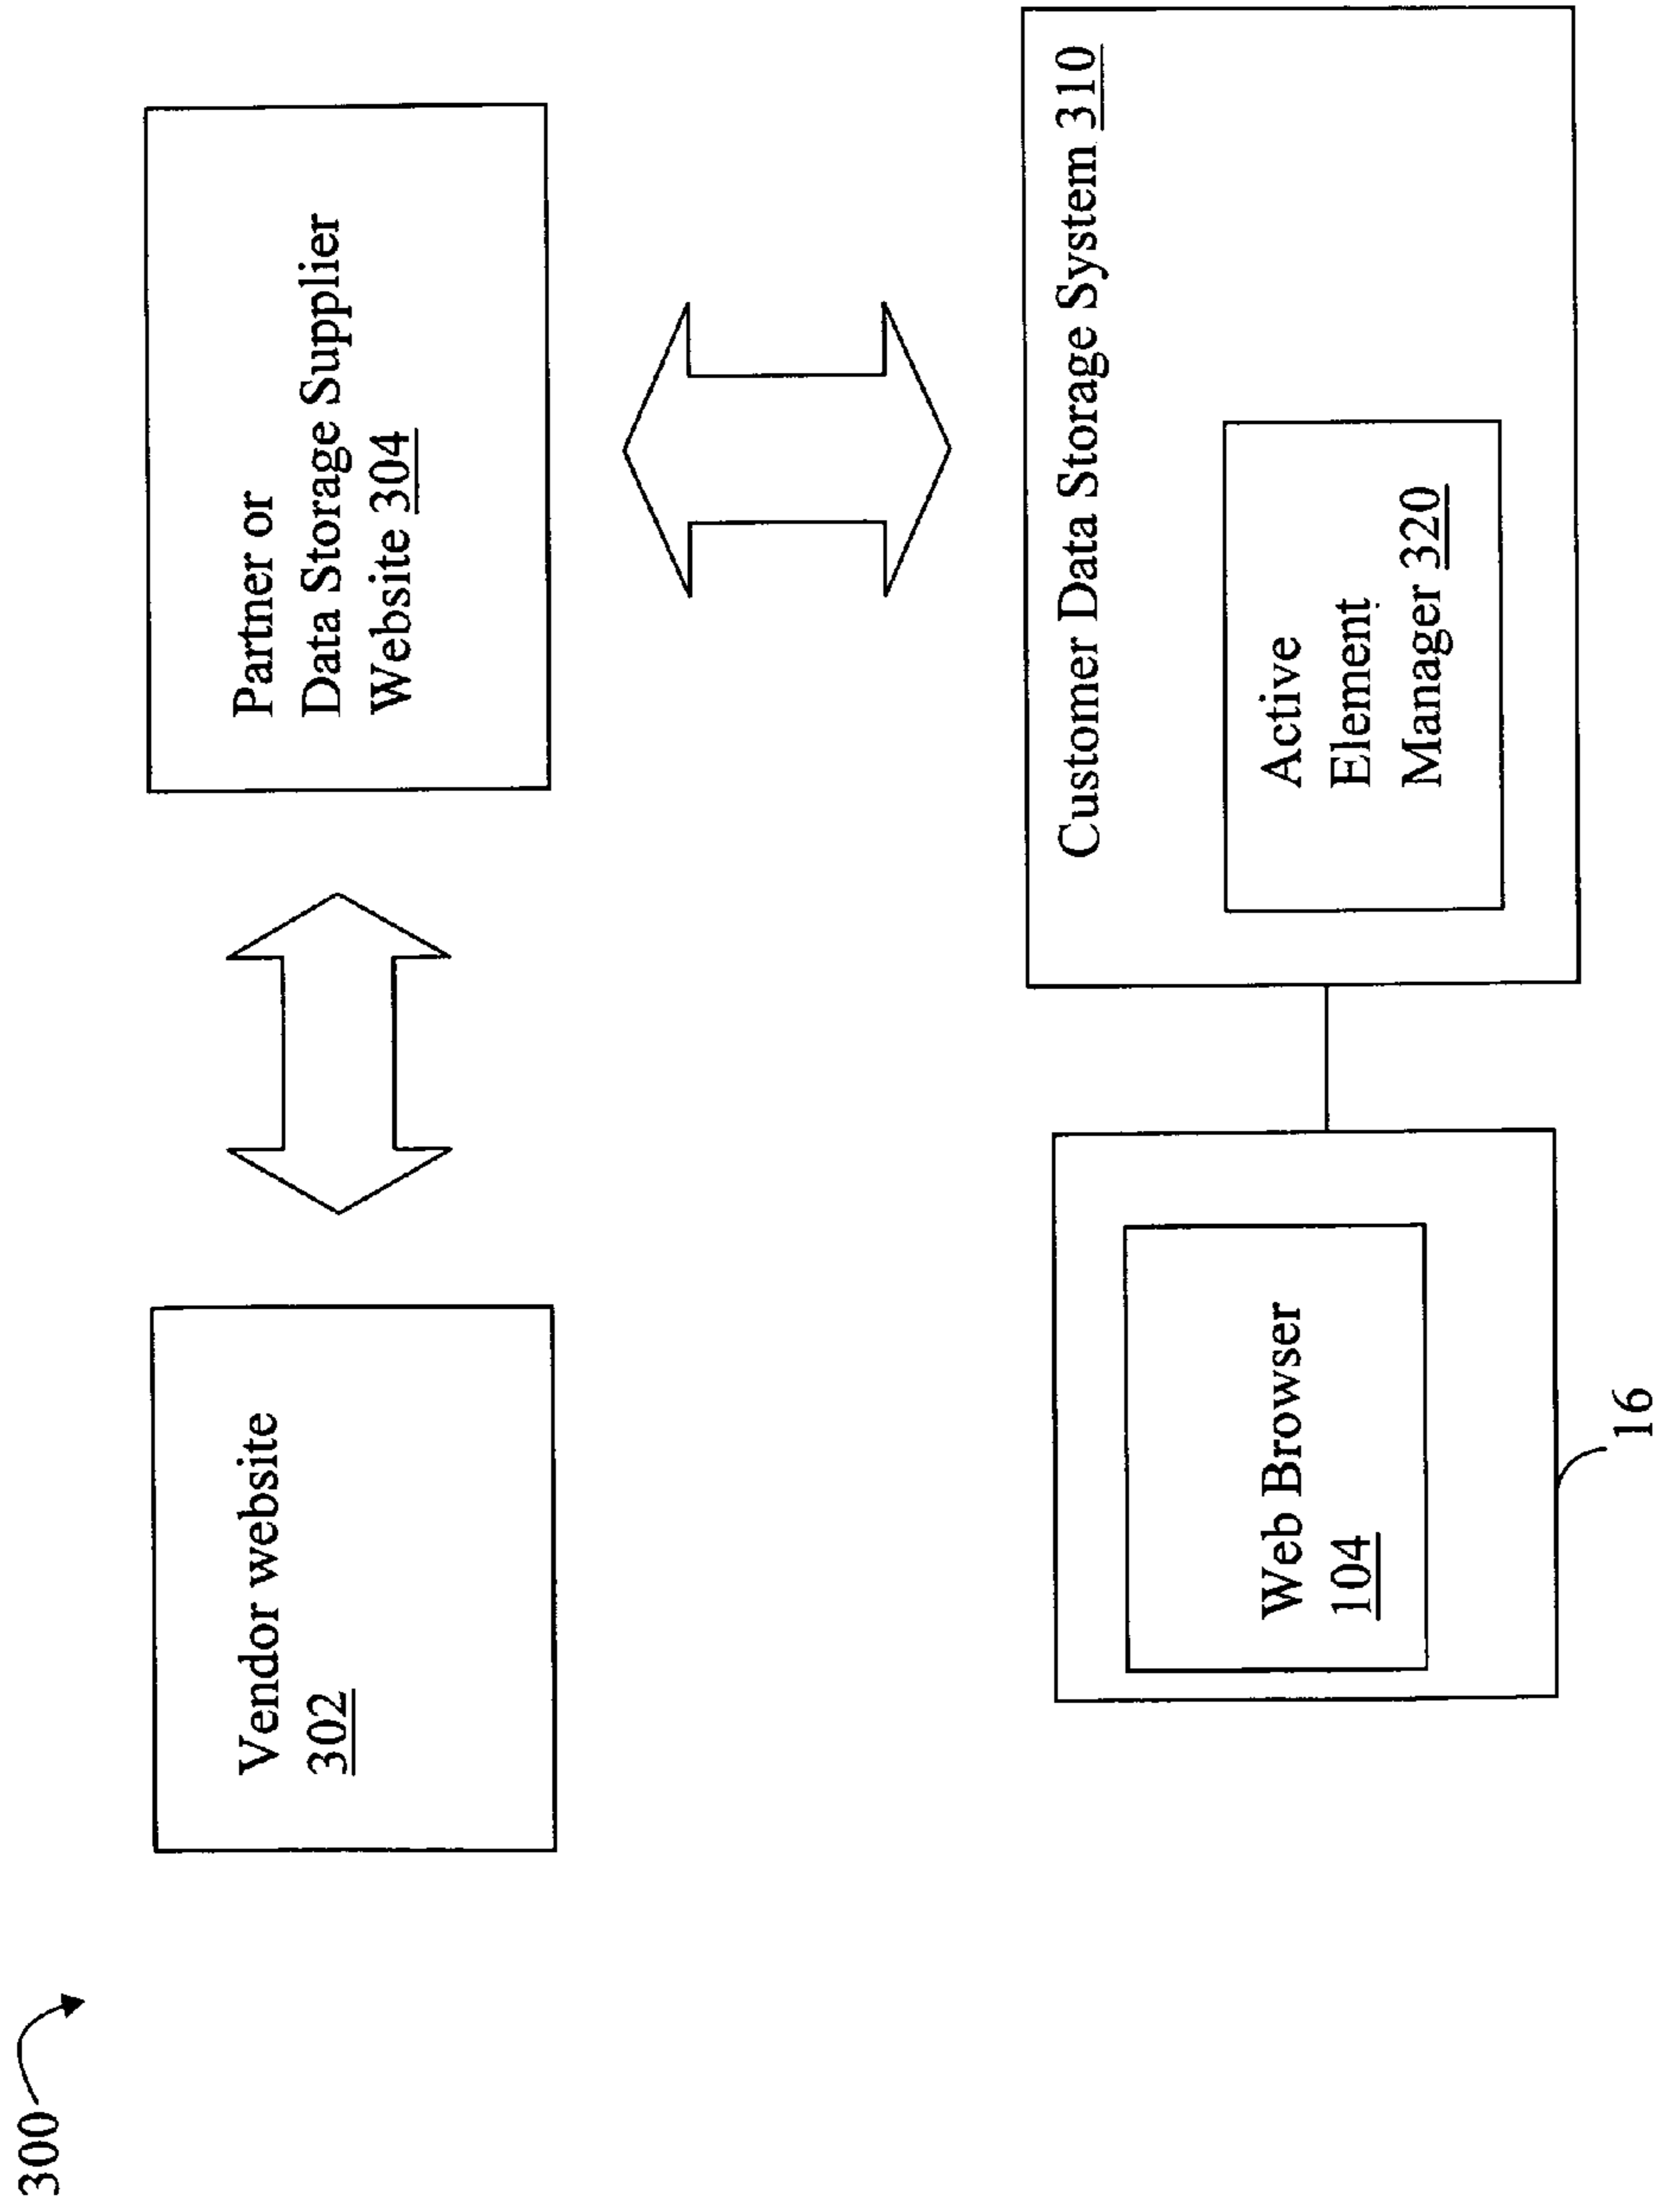 300
Vendor website
302
Partner or
Data Storage Supplier
Website 304
Web Browser
104
16
Customer Data Storage System 310
Active
Element
Manager 320